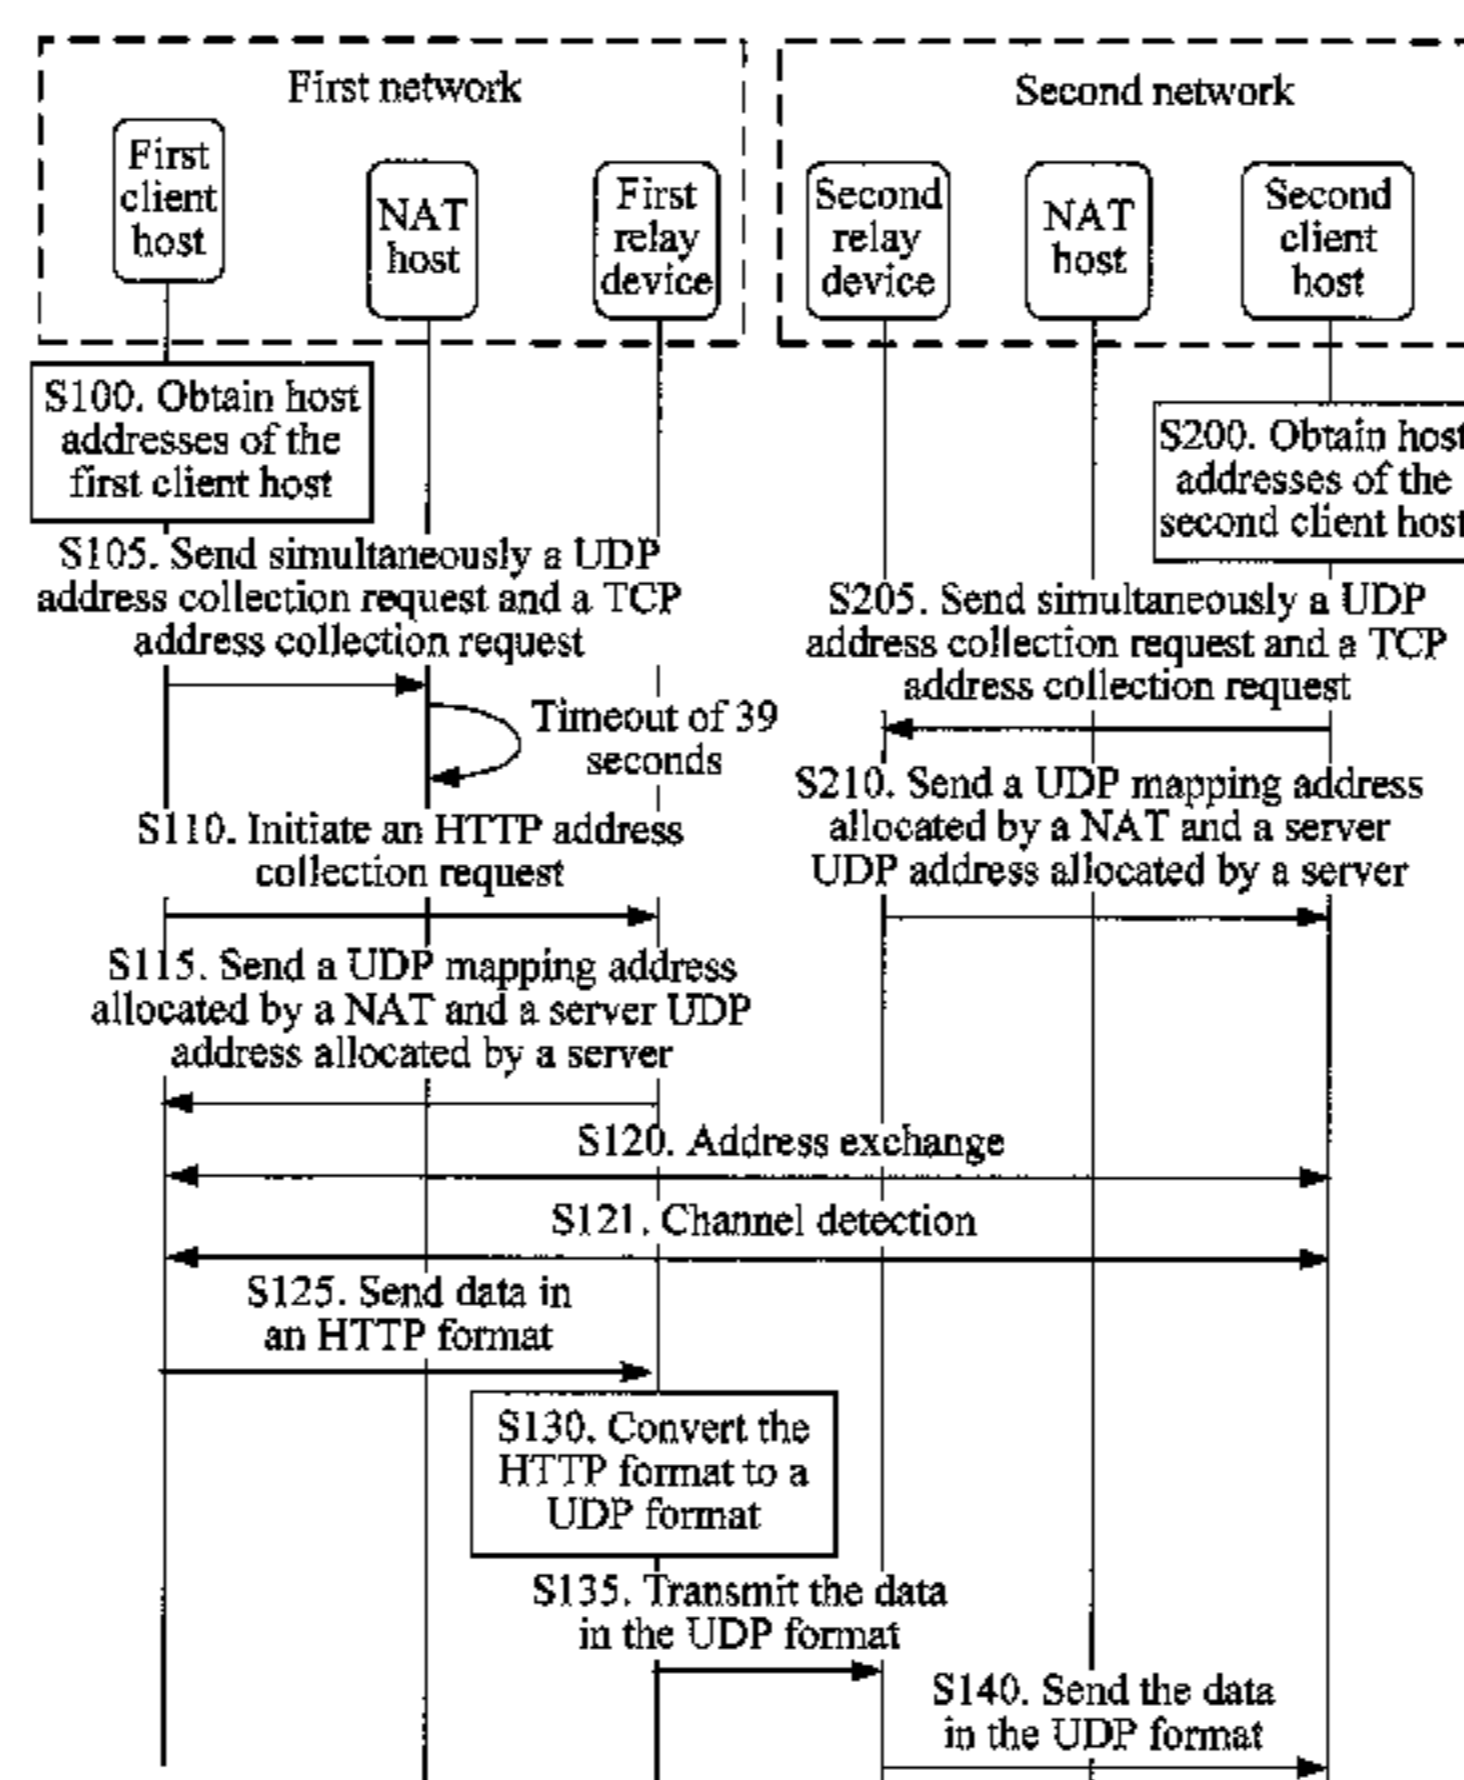 First network
Second network
First
client
host
NAT
host
First
relay
device
Second
relay
device
NAT
host
Second
client
host
S100. Obtain host
addresses of the
first client host
S200. Obtain host
addresses of the
second client host
S105. Send simultaneously a UDP
address collection request and a TCP
address collection request
S205. Send simultaneously a UDP
address collection request and a TCP
address collection request
Timeout of 39
seconds
S210. Send a UDP mapping address
allocated by a NAT and a server
UDP address allocated by a server
S110. Initiate an HTTP address
collection request
S115. Send a UDP mapping address
allocated by a NAT and a server UDP
address allocated by a server
S120. Address exchange
S121. Channel detection
S125. Send data in
an HTTP format
S130. Convert the
HTTP format to a
UDP format
S135. Transmit the data
in the UDP format
S140. Send the data
in the UDP format